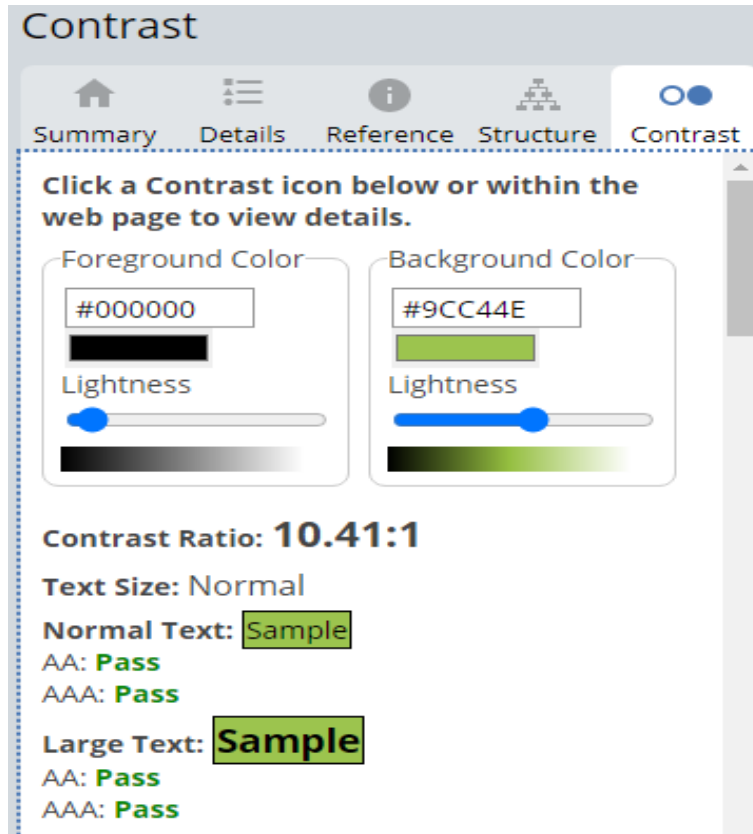 Contrast
Summary Details Reference Structure Contrast
Click a Contrast icon below or within the
web page to view details.
Foreground Color
#000000
Lightness
Background Color
#9CC44E
Lightness
Contrast Ratio: 10.41:1
Text Size: Normal
Normal Text: Sample
AA: Pass
AAA: Pass
Large Text: Sample
AA: Pass
AAA: Pass